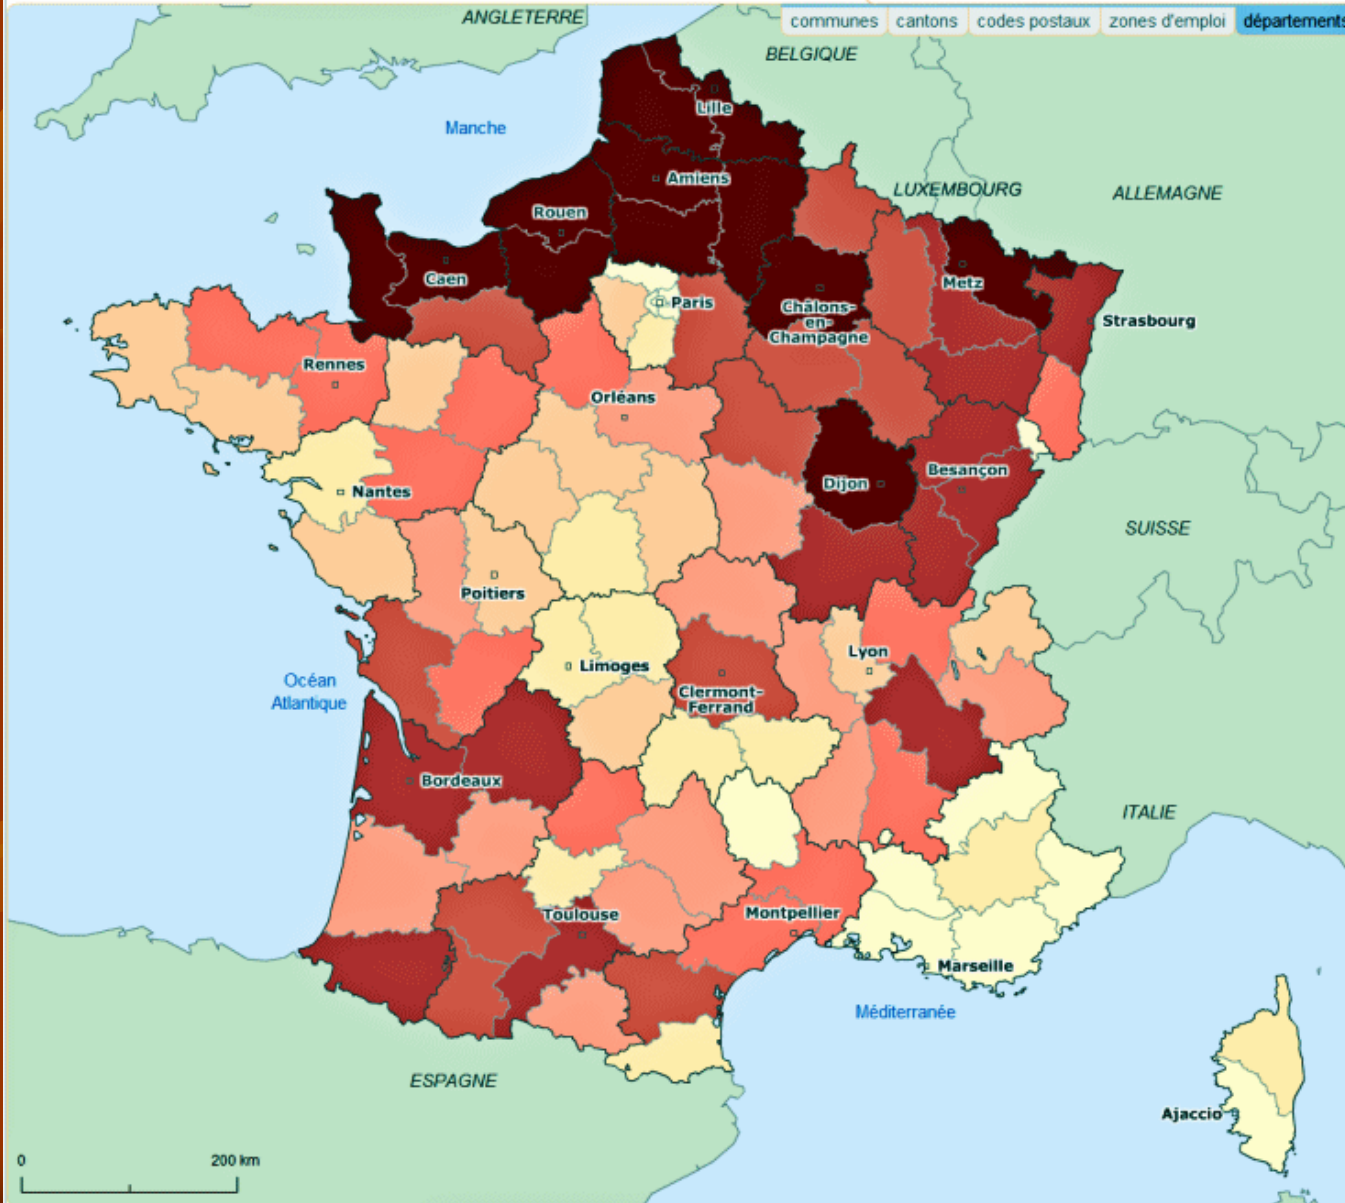 ANGLETERRE
communes cantons codes postaux zones d'emploi départements
BELGIQUE
Manche
Lille
Amiens
LUXEMBOURG
ALLEMAGNE
Rouen
Caen
Metz
Paris
Châlons-
en-
Champagne
Strasbourg
Rennes
Orléans
Nantes
Dijon
Besançon
SUISSE
Poitiers
Limoges
Lyon
Océan
Atlantique
Clermont-
Ferrand
Bordeaux
ITALIE
Toulouse
Montpellier
Marseille
Méditerranée
ESPAGNE
Ajaccio
0 200 km